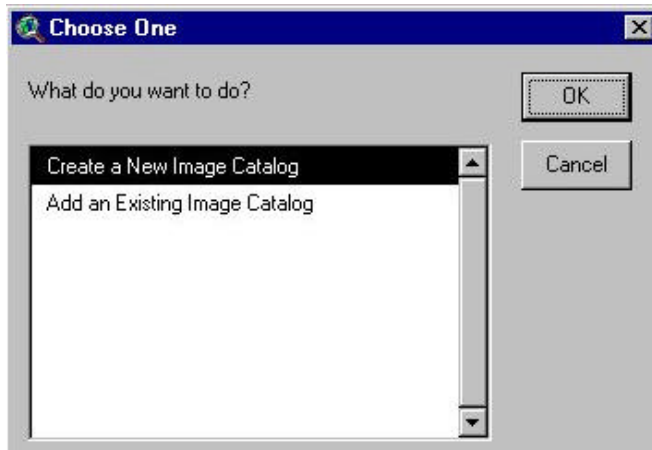 Choose One
What do you want to do?
OK
Create a New Image Catalog
Cancel
Add an Existing Image Catalog